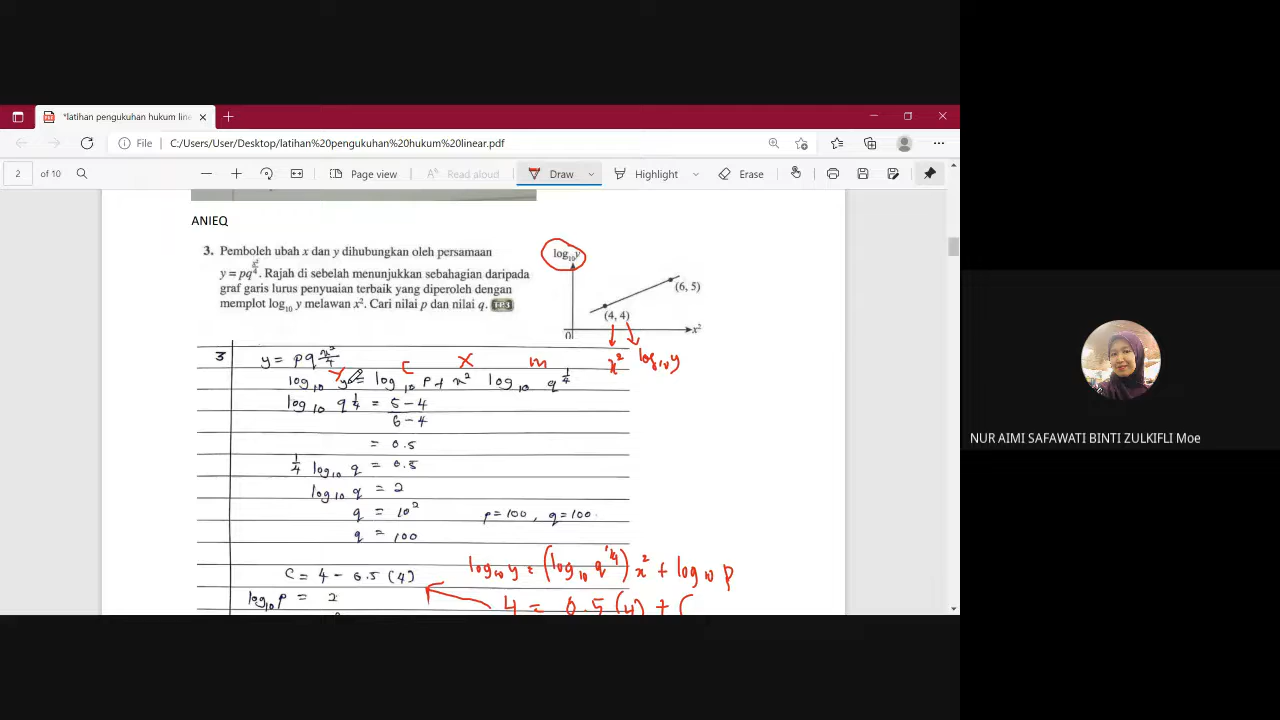 *latihan pengukuhan hukum line
File C:/Users/User/Desktop/latihan%20pengukuhan%20hukum%20linear.pdf
2 of 10 Page view Read aloud Draw Highlight Erase
ANIEQ
3. Pemboleh ubah x dan y dihubungkan oleh persamaan
y = pq^(x²/4). Rajah di sebelah menunjukkan sebahagian daripada
graf garis lurus penyuaian terbaik yang diperoleh dengan
memplot log₁₀ y melawan x². Cari nilai p dan nilai q.
log₁₀ y
(6, 5)
(4, 4)
0
x²
x² log₁₀ y
3 y = pq^(x²/4)
Y C X m
log₁₀ y = log₁₀ p + x² log₁₀ q^(1/4)
log₁₀ q^(1/4) = (5 - 4)/(6 - 4)
= 0.5
1/4 log₁₀ q = 0.5
log₁₀ q = 2
q = 10²
p = 100, q = 100.
q = 100
log₁₀ y = (log₁₀ q^(1/4)) x² + log₁₀ p
C = 4 - 0.5 (4)
log₁₀ p = 2
4 = 0.5 (4) + C
NUR AIMI SAFAWATI BINTI ZULKIFLI Moe